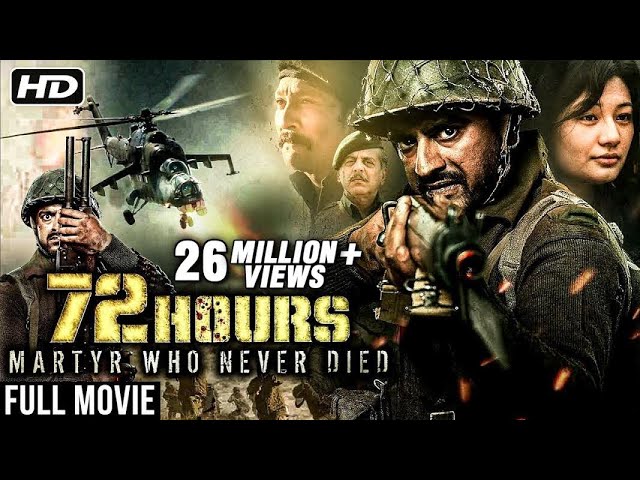 HD
26 MILLION+
VIEWS
72 HOURS
MARTYR WHO NEVER DIED
FULL MOVIE